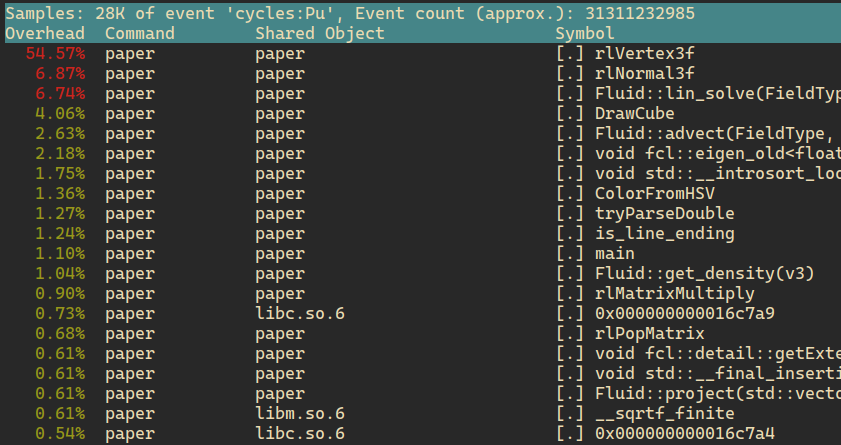 Samples: 28K of event 'cycles:Pu', Event count (approx.): 31311232985
Overhead  Command         Shared Object                 Symbol
54.57%  paper           paper                         [.] rlVertex3f
6.87%  paper           paper                         [.] rlNormal3f
6.74%  paper           paper                         [.] Fluid::lin_solve(FieldTyp
4.06%  paper           paper                         [.] DrawCube
2.63%  paper           paper                         [.] Fluid::advect(FieldType,
2.18%  paper           paper                         [.] void fcl::eigen_old<float
1.75%  paper           paper                         [.] void std::__introsort_loo
1.36%  paper           paper                         [.] ColorFromHSV
1.27%  paper           paper                         [.] tryParseDouble
1.24%  paper           paper                         [.] is_line_ending
1.10%  paper           paper                         [.] main
1.04%  paper           paper                         [.] Fluid::get_density(v3)
0.90%  paper           paper                         [.] rlMatrixMultiply
0.73%  paper           libc.so.6                     [.] 0x000000000016c7a9
0.68%  paper           paper                         [.] rlPopMatrix
0.61%  paper           paper                         [.] void fcl::detail::getExte
0.61%  paper           paper                         [.] void std::__final_inserti
0.61%  paper           paper                         [.] Fluid::project(std::vecto
0.61%  paper           libm.so.6                     [.] __sqrtf_finite
0.54%  paper           libc.so.6                     [.] 0x000000000016c7a4